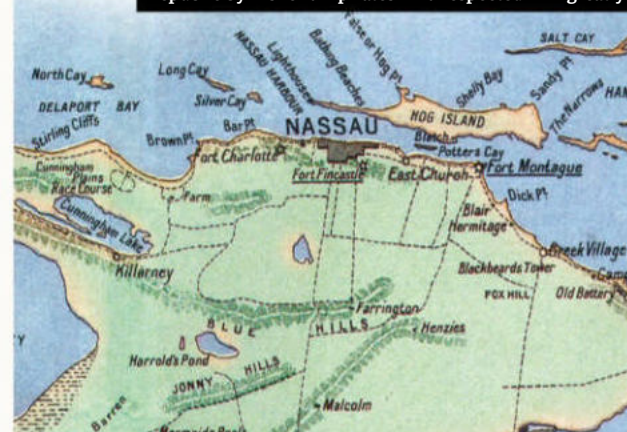 SALT CAY
False or Hog Pt.
North Cay
Long Cay
NASSAU HARBOUR
Lighthouse
Bathing Beaches
Shelly Bay
Sandy Pt
The Narrows
Silver Cay
DELAPORT BAY
Stirling Cliffs
Brown Pt.
Bar Pt
NASSAU
HOG ISLAND
Potters Cay
Fort Charlotte
Fort Fincastle
East Church
Fort Montague
Cunningham
Plains
Race Course
Farm
Dick Pt
Blair
Hermitage
Cunningham Lake
Killarney
Greek Village
Blackbeards Tower
FOX HILL
Old Battery
Farrington
BLUE HILLS
Henzies
Harrold's Pond
JONNY HILLS
Barren
Malcolm